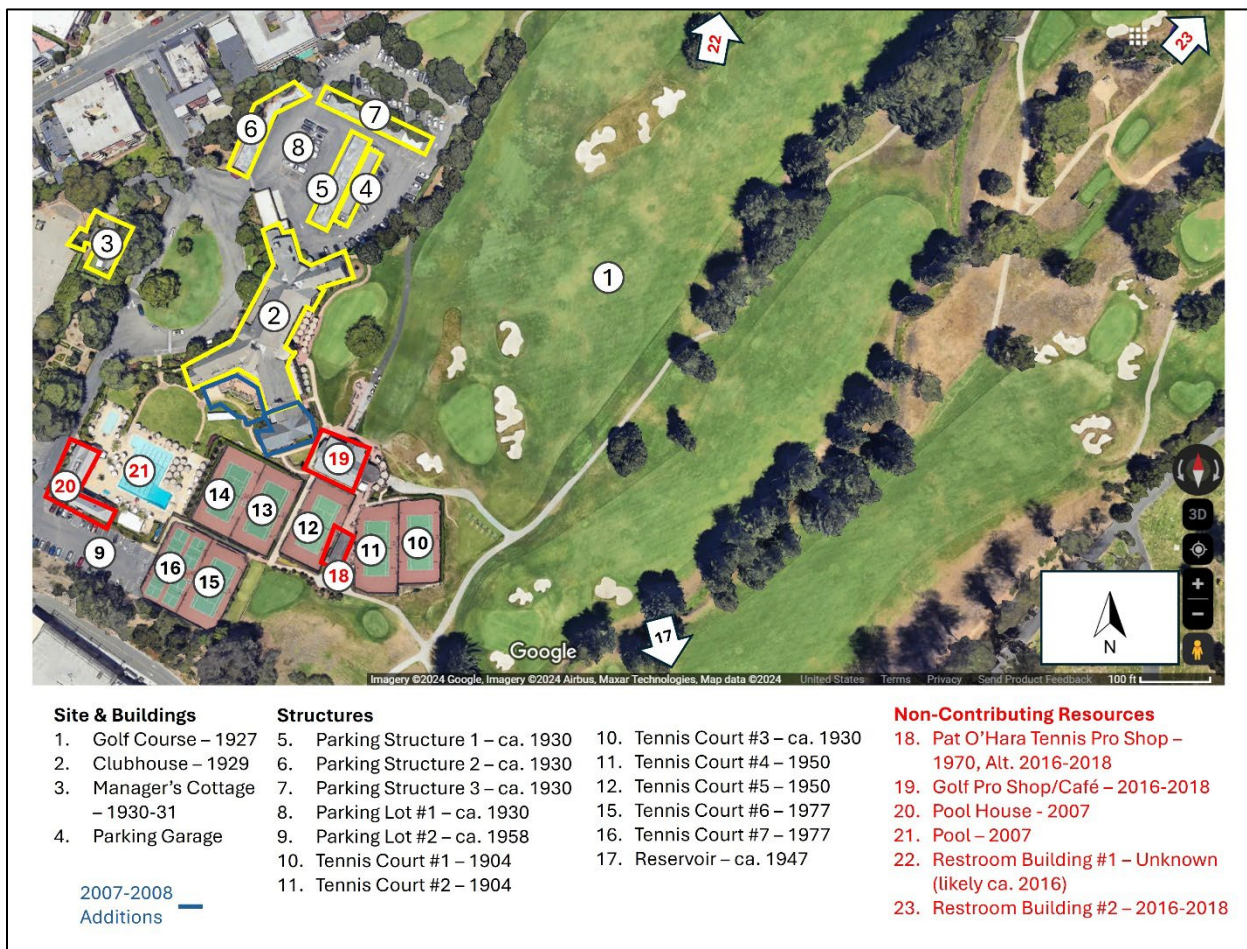 22
23
6
7
8
5
4
3
1
2
19
20
21
14
13
12
11
10
18
9
16
15
17
3D
+
−
N
Google
Imagery ©2024 Google, Imagery ©2024 Airbus, Maxar Technologies, Map data ©2024 United States Terms Privacy Send Product Feedback 100 ft
Site & Buildings
1. Golf Course – 1927
2. Clubhouse – 1929
3. Manager's Cottage
– 1930-31
4. Parking Garage
2007-2008
Additions
Structures
5. Parking Structure 1 – ca. 1930
6. Parking Structure 2 – ca. 1930
7. Parking Structure 3 – ca. 1930
8. Parking Lot #1 – ca. 1930
9. Parking Lot #2 – ca. 1958
10. Tennis Court #1 – 1904
11. Tennis Court #2 – 1904
10. Tennis Court #3 – ca. 1930
11. Tennis Court #4 – 1950
12. Tennis Court #5 – 1950
15. Tennis Court #6 – 1977
16. Tennis Court #7 – 1977
17. Reservoir – ca. 1947
Non-Contributing Resources
18. Pat O'Hara Tennis Pro Shop –
1970, Alt. 2016-2018
19. Golf Pro Shop/Café – 2016-2018
20. Pool House - 2007
21. Pool – 2007
22. Restroom Building #1 – Unknown
(likely ca. 2016)
23. Restroom Building #2 – 2016-2018